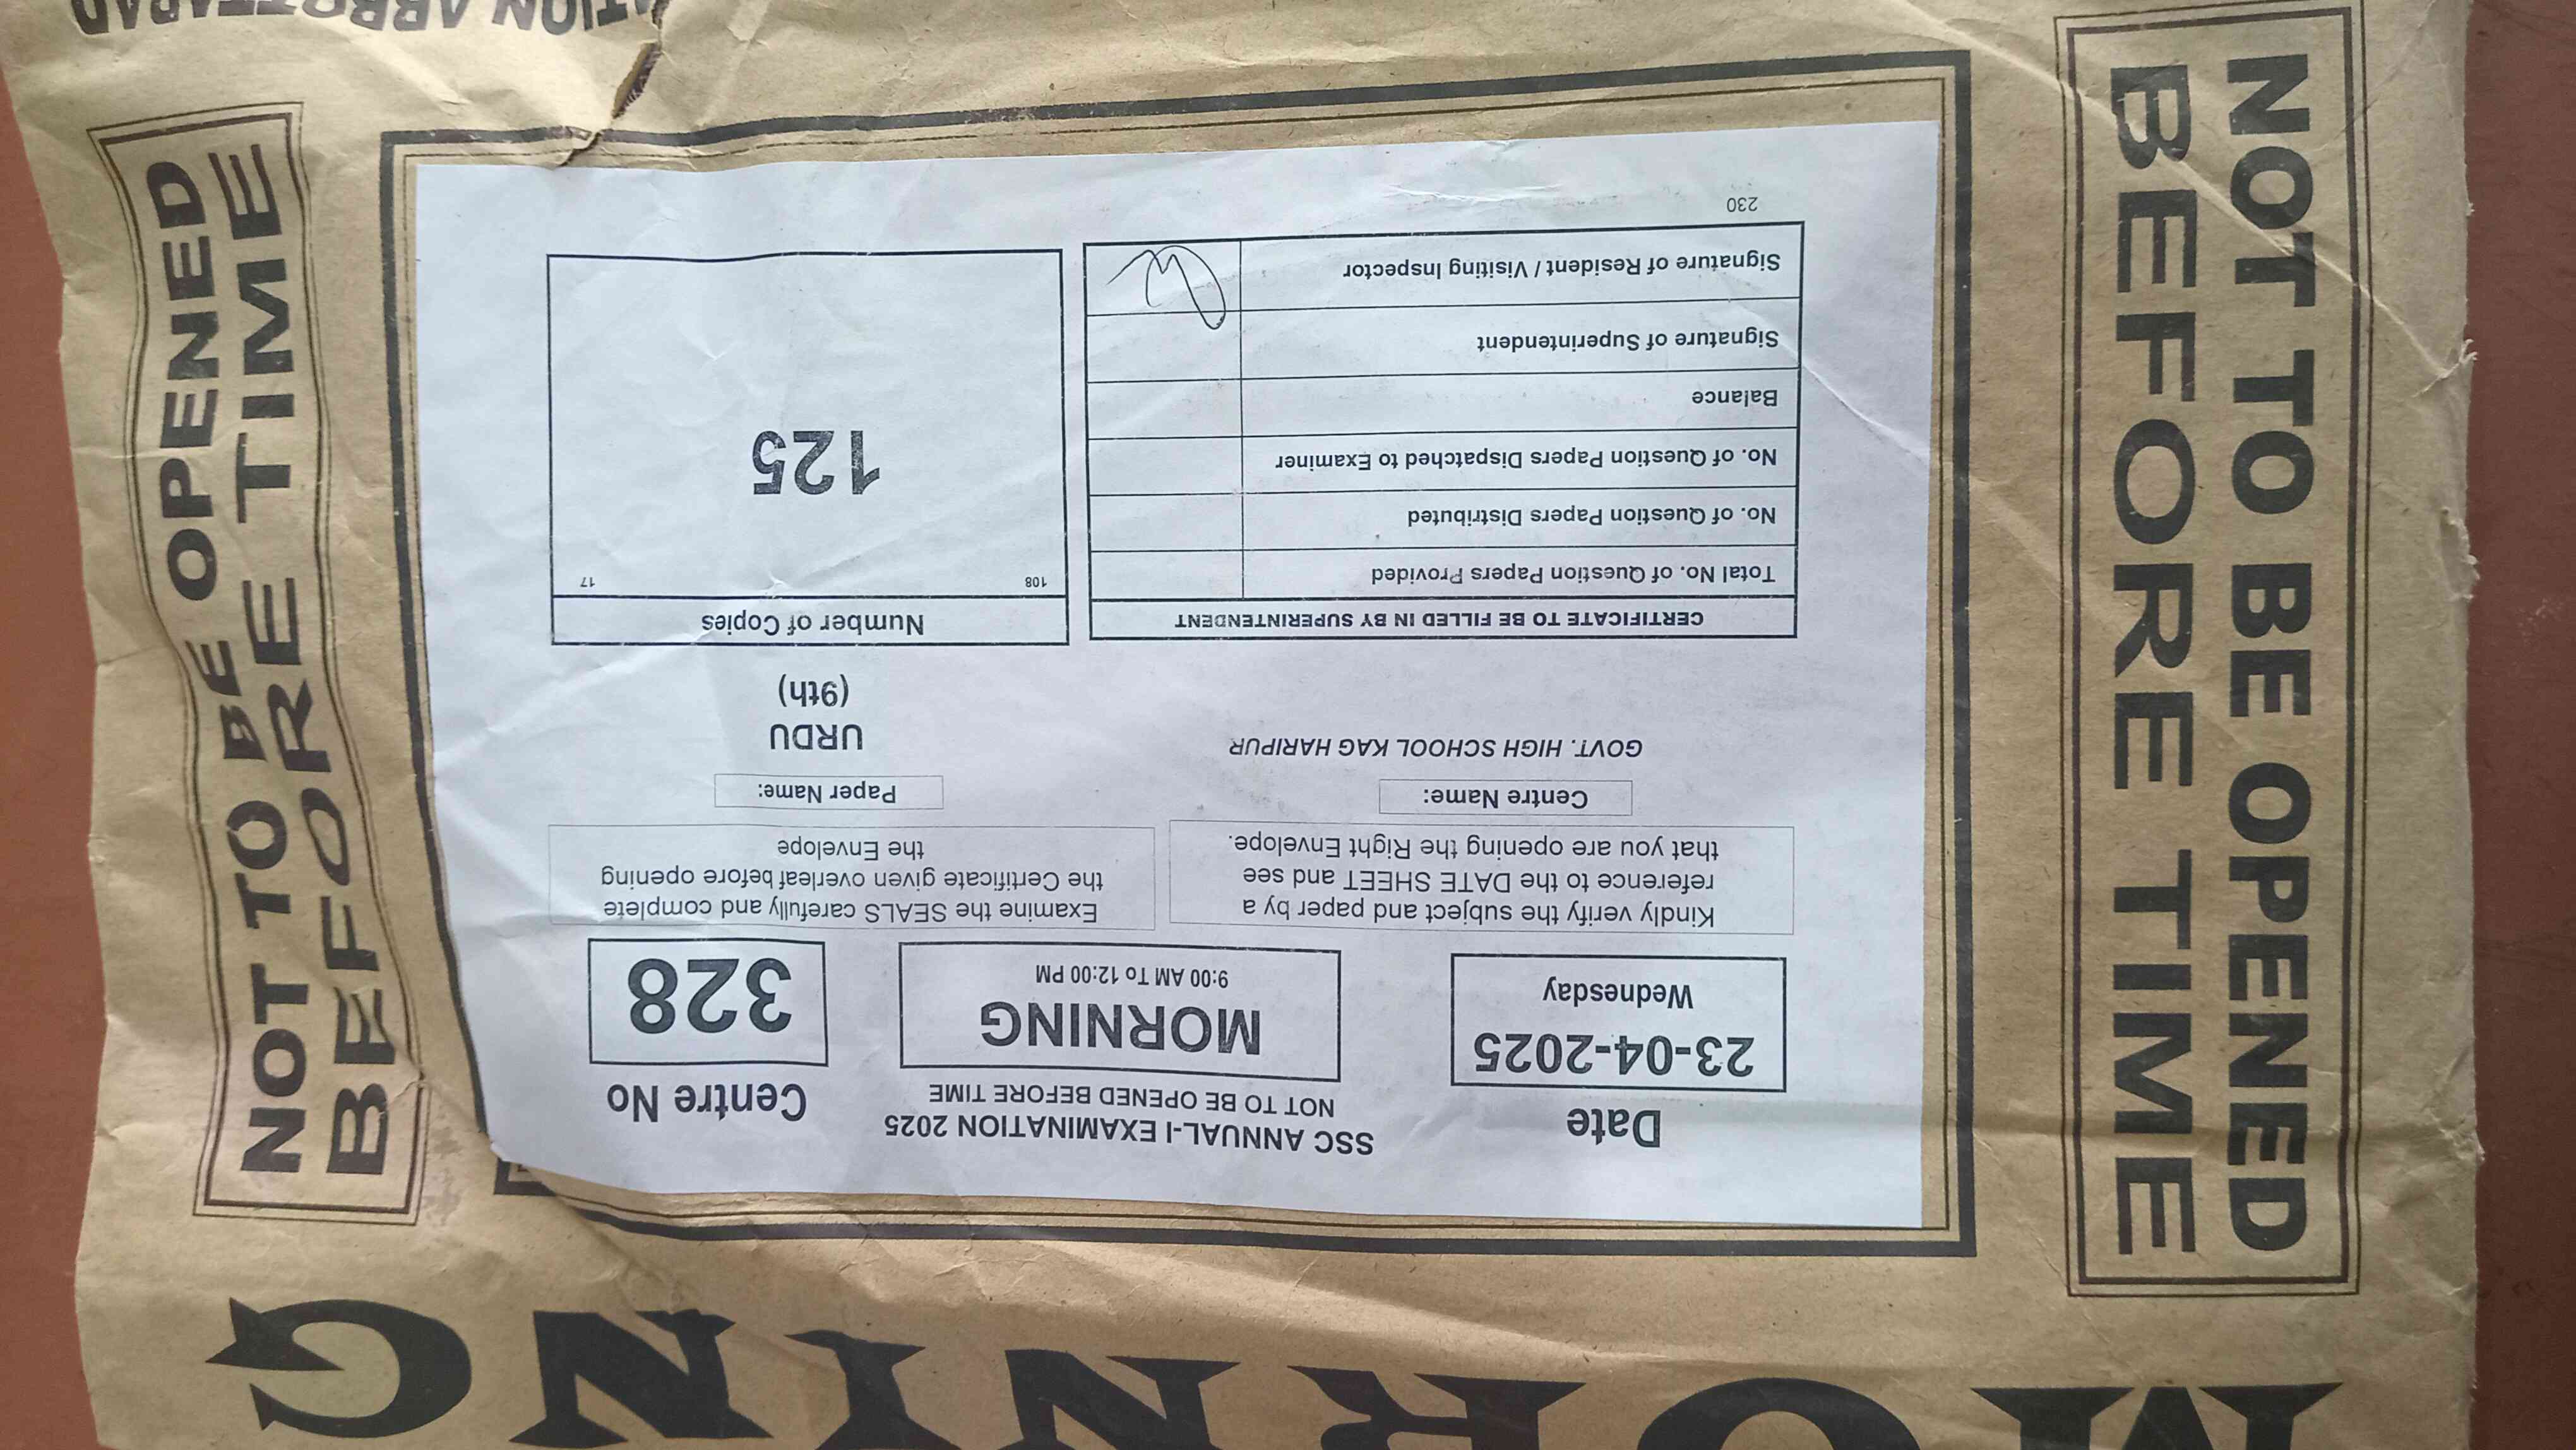 MORNING
NOT TO BE OPENED
BEFORE TIME
Date
23-04-2025
Wednesday
SSC ANNUAL-I EXAMINATION 2025
NOT TO BE OPENED BEFORE TIME
MORNING
9:00 AM To 12:00 PM
Centre No
328
Kindly verify the subject and paper by a
reference to the DATE SHEET and see
that you are opening the Right Envelope.
Examine the SEALS carefully and complete
the Certificate given overleaf before opening
the Envelope
Centre Name:
GOVT. HIGH SCHOOL KAG HARIPUR
Paper Name:
URDU
(9th)
CERTIFICATE TO BE FILLED IN BY SUPERINTENDENT
Total No. of Question Papers Provided
No. of Question Papers Distributed
No. of Question Papers Dispatched to Examiner
Balance
Signature of Superintendent
Signature of Resident / Visiting Inspector
230
Number of Copies
108 17
125
NOT TO BE OPENED
BEFORE TIME
ABBOTTABAD